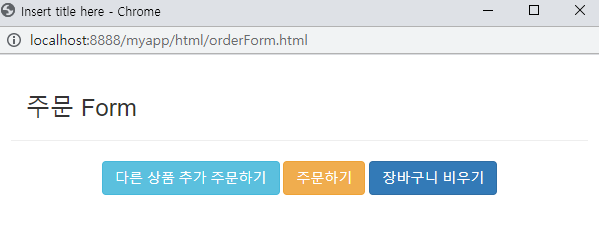 Insert title here - Chrome
localhost:8888/myapp/html/orderForm.html
주문 Form
다른 상품 추가 주문하기 주문하기 장바구니 비우기